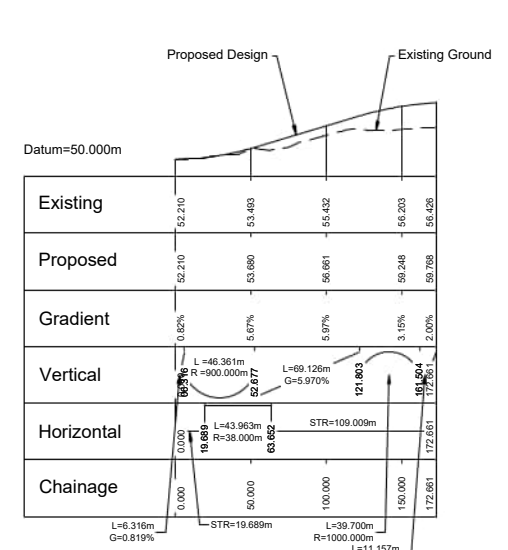 Proposed Design
Existing Ground
Datum=50.000m
Existing
52.210
53.493
55.432
56.203
56.426
Proposed
52.210
53.680
56.661
59.248
59.768
Gradient
0.82%
5.67%
5.97%
3.15%
2.00%
Vertical
L =46.361m
R =900.000m
52.677
L=69.126m
G=5.970%
121.803
161.504
172.661
Horizontal
0.000
19.689
L=43.963m
R=38.000m
63.652
STR=109.009m
172.661
Chainage
0.000
50.000
100.000
150.000
172.661
L=6.316m
G=0.819%
STR=19.689m
L=39.700m
R=1000.000m
L=11.157m